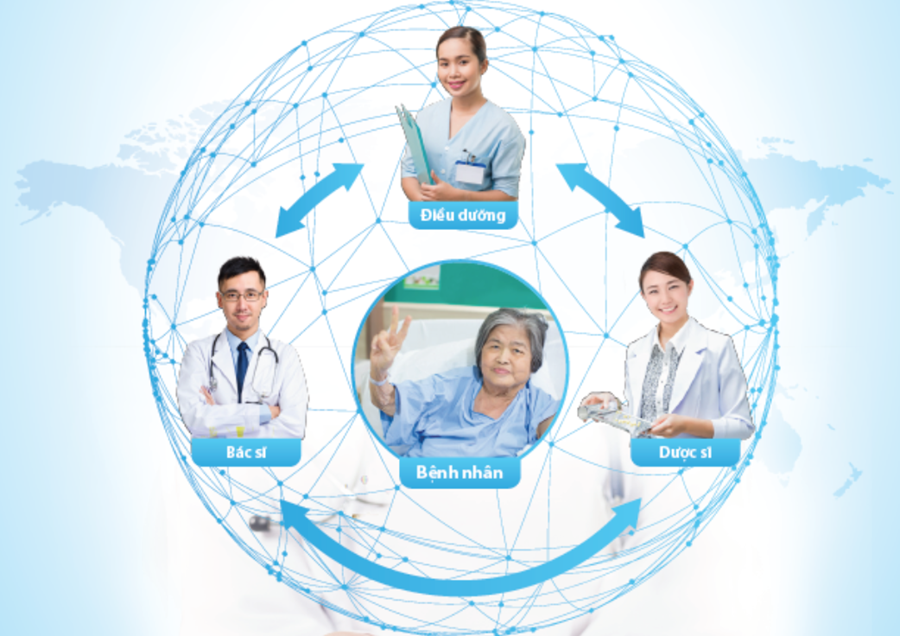 Điều dưỡng
Bác sĩ
Dược sĩ
Bệnh nhân